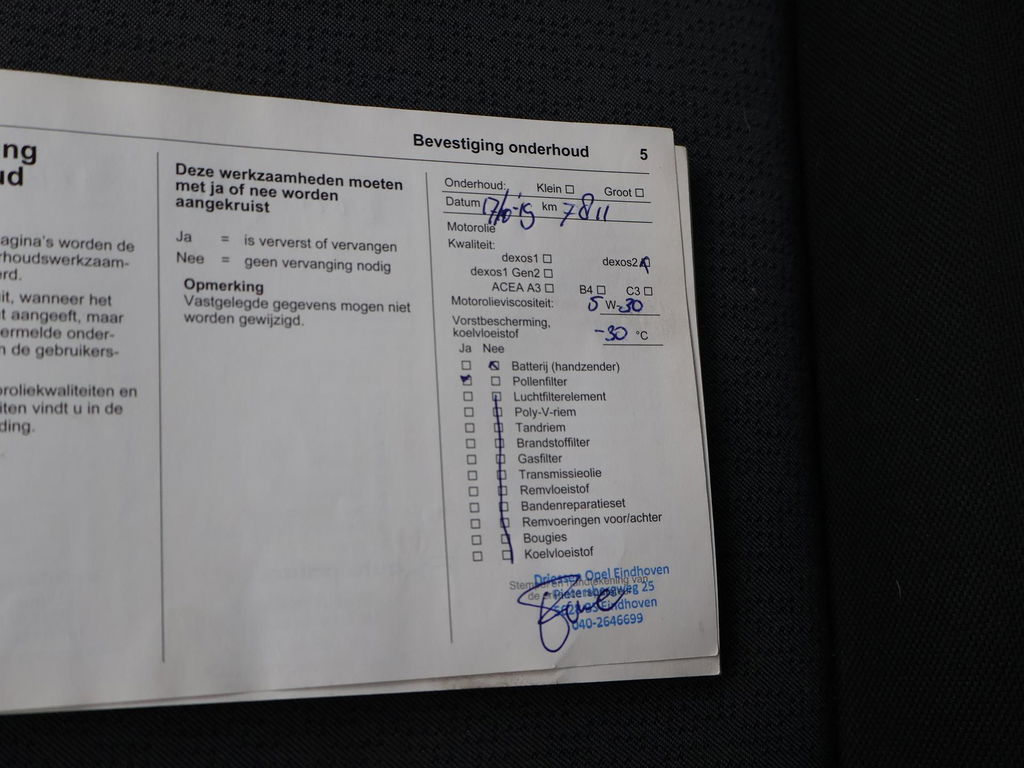 Bevestiging onderhoud 5
ng
ud
agina's worden de
rhoudswerkzaam-
rd.
it, wanneer het
t aangeeft, maar
ermelde onder-
n de gebruikers-
proliekwaliteiten en
iten vindt u in de
ding.
Deze werkzaamheden moeten
met ja of nee worden
aangekruist
Ja = is ververst of vervangen
Nee = geen vervanging nodig
Opmerking
Vastgelegde gegevens mogen niet
worden gewijzigd.
Onderhoud: Klein Groot
Datum 17/10-19 km 7811
Motorolie
Kwaliteit:
dexos1 dexos2
dexos1 Gen2
ACEA A3 B4 C3
Motorolieviscositeit: 5 W-30
Vorstbescherming,
koelvloeistof -30 °C
Ja Nee
Batterij (handzender)
Pollenfilter
Luchtfilterelement
Poly-V-riem
Tandriem
Brandstoffilter
Gasfilter
Transmissieolie
Remvloeistof
Bandenreparatieset
Remvoeringen voor/achter
Bougies
Koelvloeistof
Driessen Opel Eindhoven
Pietersbergweg 25
Eindhoven
040-2646699